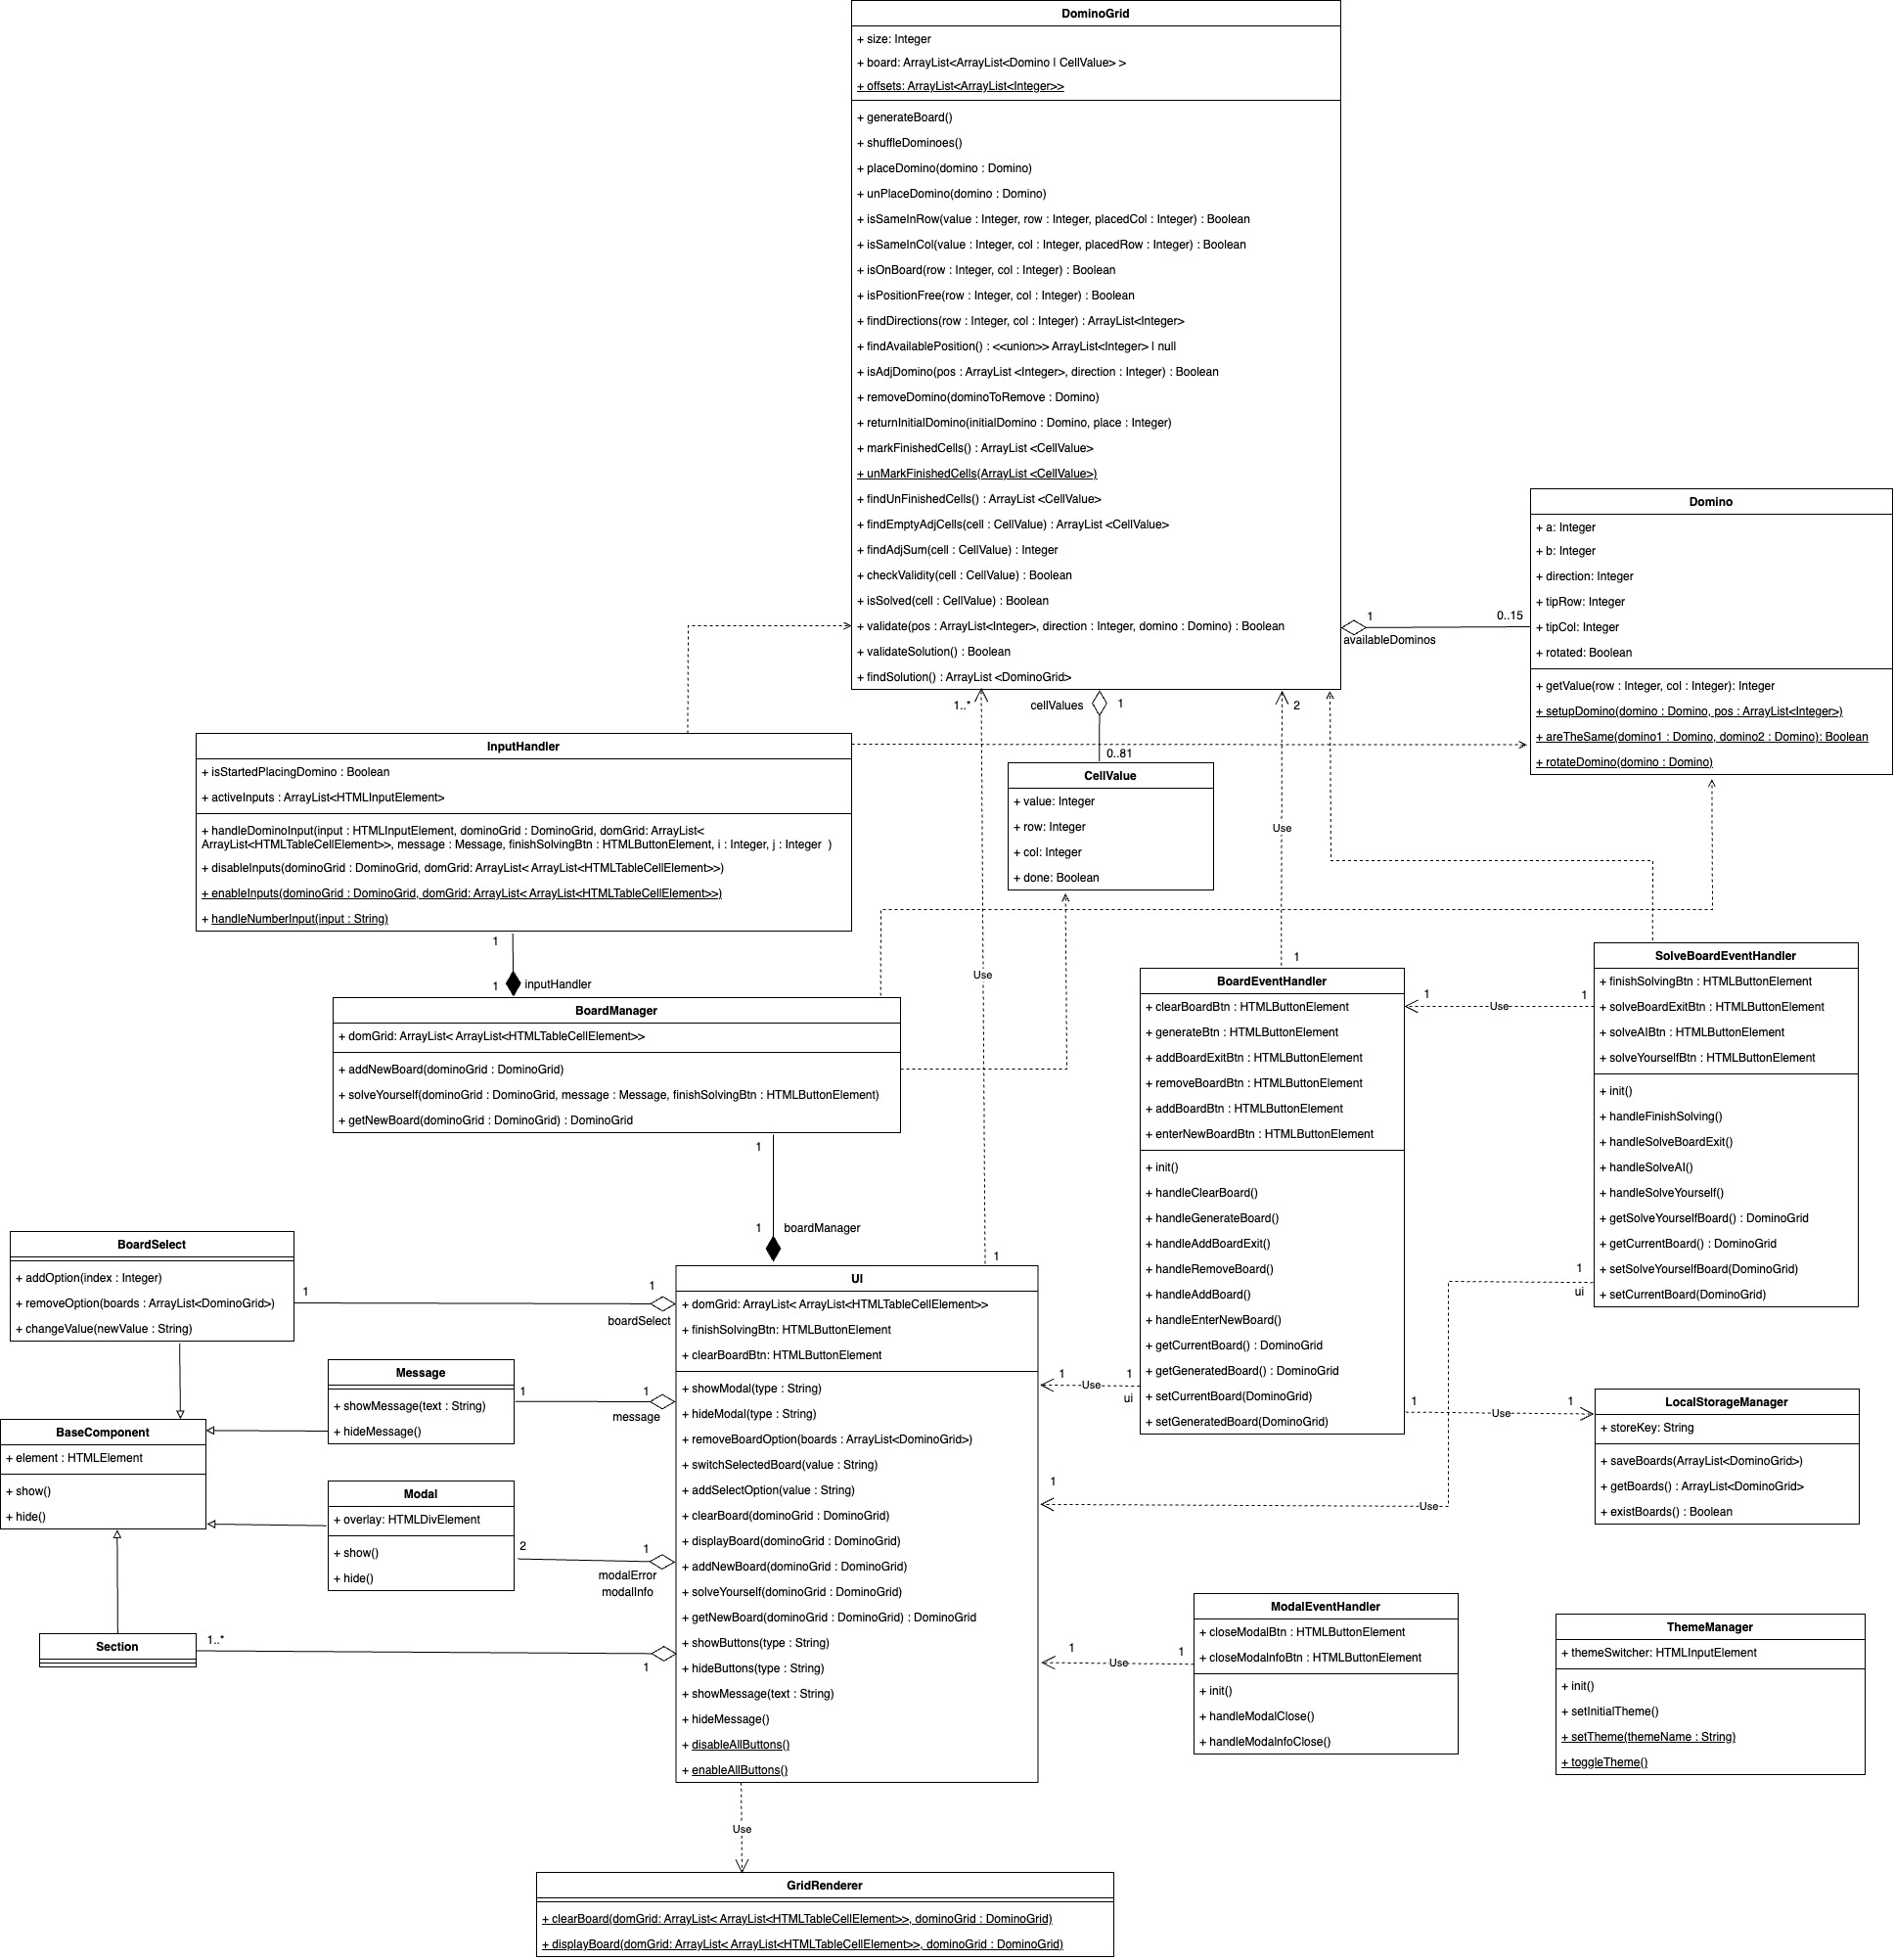 DominoGrid
+ size: Integer
+ board: ArrayList<ArrayList<Domino | CellValue> >
+ offsets: ArrayList<ArrayList<Integer>>
+ generateBoard()
+ shuffleDominoes()
+ placeDomino(domino : Domino)
+ unPlaceDomino(domino : Domino)
+ isSameInRow(value : Integer, row : Integer, placedCol : Integer) : Boolean
+ isSameInCol(value : Integer, col : Integer, placedRow : Integer) : Boolean
+ isOnBoard(row : Integer, col : Integer) : Boolean
+ isPositionFree(row : Integer, col : Integer) : Boolean
+ findDirections(row : Integer, col : Integer) : ArrayList<Integer>
+ findAvailablePosition() : <<union>> ArrayList<Integer> | null
+ isAdjDomino(pos : ArrayList <Integer>, direction : Integer) : Boolean
+ removeDomino(dominoToRemove : Domino)
+ returnInitialDomino(initialDomino : Domino, place : Integer)
+ markFinishedCells() : ArrayList <CellValue>
+ unMarkFinishedCells(ArrayList <CellValue>)
+ findUnFinishedCells() : ArrayList <CellValue>
+ findEmptyAdjCells(cell : CellValue) : ArrayList <CellValue>
+ findAdjSum(cell : CellValue) : Integer
+ checkValidity(cell : CellValue) : Boolean
+ isSolved(cell : CellValue) : Boolean
+ validate(pos : ArrayList<Integer>, direction : Integer, domino : Domino) : Boolean
+ validateSolution() : Boolean
+ findSolution() : ArrayList <DominoGrid>
1
0..15
availableDominos
Domino
+ a: Integer
+ b: Integer
+ direction: Integer
+ tipRow: Integer
+ tipCol: Integer
+ rotated: Boolean
+ getValue(row : Integer, col : Integer): Integer
+ setupDomino(domino : Domino, pos : ArrayList<Integer>)
+ areTheSame(domino1 : Domino, domino2 : Domino): Boolean
+ rotateDomino(domino : Domino)
1..*
cellValues
1
2
0..81
InputHandler
+ isStartedPlacingDomino : Boolean
+ activeInputs : ArrayList<HTMLInputElement>
+ handleDominoInput(input : HTMLInputElement, dominoGrid : DominoGrid, domGrid: ArrayList<
ArrayList<HTMLTableCellElement>>, message : Message, finishSolvingBtn : HTMLButtonElement, i : Integer, j : Integer )
+ disableInputs(dominoGrid : DominoGrid, domGrid: ArrayList< ArrayList<HTMLTableCellElement>>)
+ enableInputs(dominoGrid : DominoGrid, domGrid: ArrayList< ArrayList<HTMLTableCellElement>>)
+ handleNumberInput(input : String)
CellValue
+ value: Integer
+ row: Integer
+ col: Integer
+ done: Boolean
Use
1
1
inputHandler
Use
1
BoardManager
+ domGrid: ArrayList< ArrayList<HTMLTableCellElement>>
+ addNewBoard(dominoGrid : DominoGrid)
+ solveYourself(dominoGrid : DominoGrid, message : Message, finishSolvingBtn : HTMLButtonElement)
+ getNewBoard(dominoGrid : DominoGrid) : DominoGrid
1
1
boardManager
1
BoardEventHandler
+ clearBoardBtn : HTMLButtonElement
+ generateBtn : HTMLButtonElement
+ addBoardExitBtn : HTMLButtonElement
+ removeBoardBtn : HTMLButtonElement
+ addBoardBtn : HTMLButtonElement
+ enterNewBoardBtn : HTMLButtonElement
+ init()
+ handleClearBoard()
+ handleGenerateBoard()
+ handleAddBoardExit()
+ handleRemoveBoard()
+ handleAddBoard()
+ handleEnterNewBoard()
+ getCurrentBoard() : DominoGrid
+ getGeneratedBoard() : DominoGrid
+ setCurrentBoard(DominoGrid)
+ setGeneratedBoard(DominoGrid)
1
Use
1
SolveBoardEventHandler
+ finishSolvingBtn : HTMLButtonElement
+ solveBoardExitBtn : HTMLButtonElement
+ solveAIBtn : HTMLButtonElement
+ solveYourselfBtn : HTMLButtonElement
+ init()
+ handleFinishSolving()
+ handleSolveBoardExit()
+ handleSolveAI()
+ handleSolveYourself()
+ getSolveYourselfBoard() : DominoGrid
+ getCurrentBoard() : DominoGrid
+ setSolveYourselfBoard(DominoGrid)
+ setCurrentBoard(DominoGrid)
1
ui
BoardSelect
+ addOption(index : Integer)
+ removeOption(boards : ArrayList<DominoGrid>)
+ changeValue(newValue : String)
1
1
boardSelect
Message
+ showMessage(text : String)
+ hideMessage()
1
1
message
BaseComponent
+ element : HTMLElement
+ show()
+ hide()
Modal
+ overlay: HTMLDivElement
+ show()
+ hide()
2
1
modalError
modalInfo
Section
1..*
1
UI
+ domGrid: ArrayList< ArrayList<HTMLTableCellElement>>
+ finishSolvingBtn: HTMLButtonElement
+ clearBoardBtn: HTMLButtonElement
+ showModal(type : String)
+ hideModal(type : String)
+ removeBoardOption(boards : ArrayList<DominoGrid>)
+ switchSelectedBoard(value : String)
+ addSelectOption(value : String)
+ clearBoard(dominoGrid : DominoGrid)
+ displayBoard(dominoGrid : DominoGrid)
+ addNewBoard(dominoGrid : DominoGrid)
+ solveYourself(dominoGrid : DominoGrid)
+ getNewBoard(dominoGrid : DominoGrid) : DominoGrid
+ showButtons(type : String)
+ hideButtons(type : String)
+ showMessage(text : String)
+ hideMessage()
+ disableAllButtons()
+ enableAllButtons()
1
Use
1
ui
1
Use
1
Use
1
LocalStorageManager
+ storeKey: String
+ saveBoards(ArrayList<DominoGrid>)
+ getBoards() : ArrayList<DominoGrid>
+ existBoards() : Boolean
1
Use
1
ModalEventHandler
+ closeModalBtn : HTMLButtonElement
+ closeModaInfoBtn : HTMLButtonElement
+ init()
+ handleModalClose()
+ handleModaInfoClose()
ThemeManager
+ themeSwitcher: HTMLInputElement
+ init()
+ setInitialTheme()
+ setTheme(themeName : String)
+ toggleTheme()
Use
GridRenderer
+ clearBoard(domGrid: ArrayList< ArrayList<HTMLTableCellElement>>, dominoGrid : DominoGrid)
+ displayBoard(domGrid: ArrayList< ArrayList<HTMLTableCellElement>>, dominoGrid : DominoGrid)